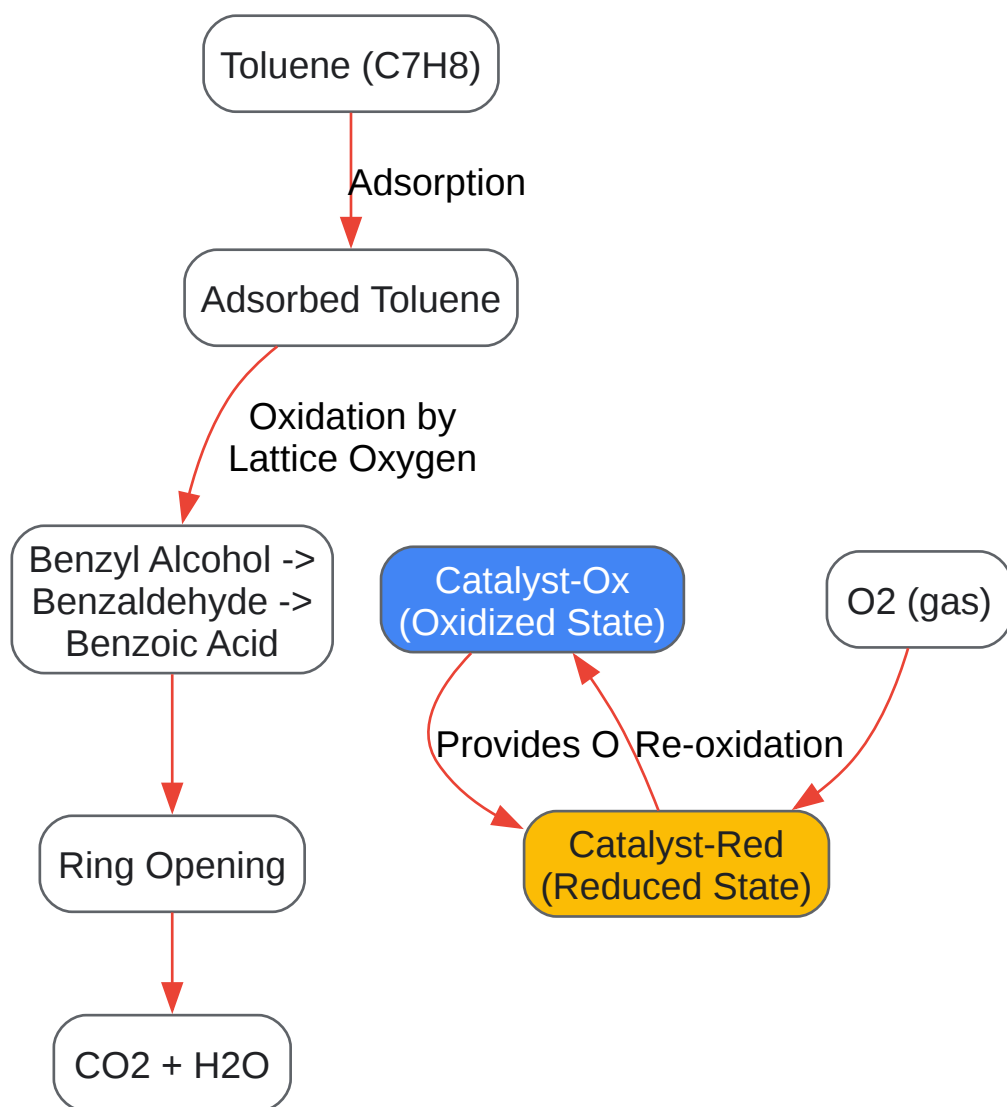 Toluene (C7H8)
Adsorption
Adsorbed Toluene
Oxidation by
Lattice Oxygen
Benzyl Alcohol ->
Benzaldehyde ->
Benzoic Acid
Catalyst-Ox
(Oxidized State)
O2 (gas)
Provides O
Re-oxidation
Ring Opening
Catalyst-Red
(Reduced State)
CO2 + H2O